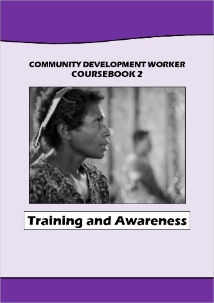 COMMUNITY DEVELOPMENT WORKER
COURSEBOOK 2
Training and Awareness